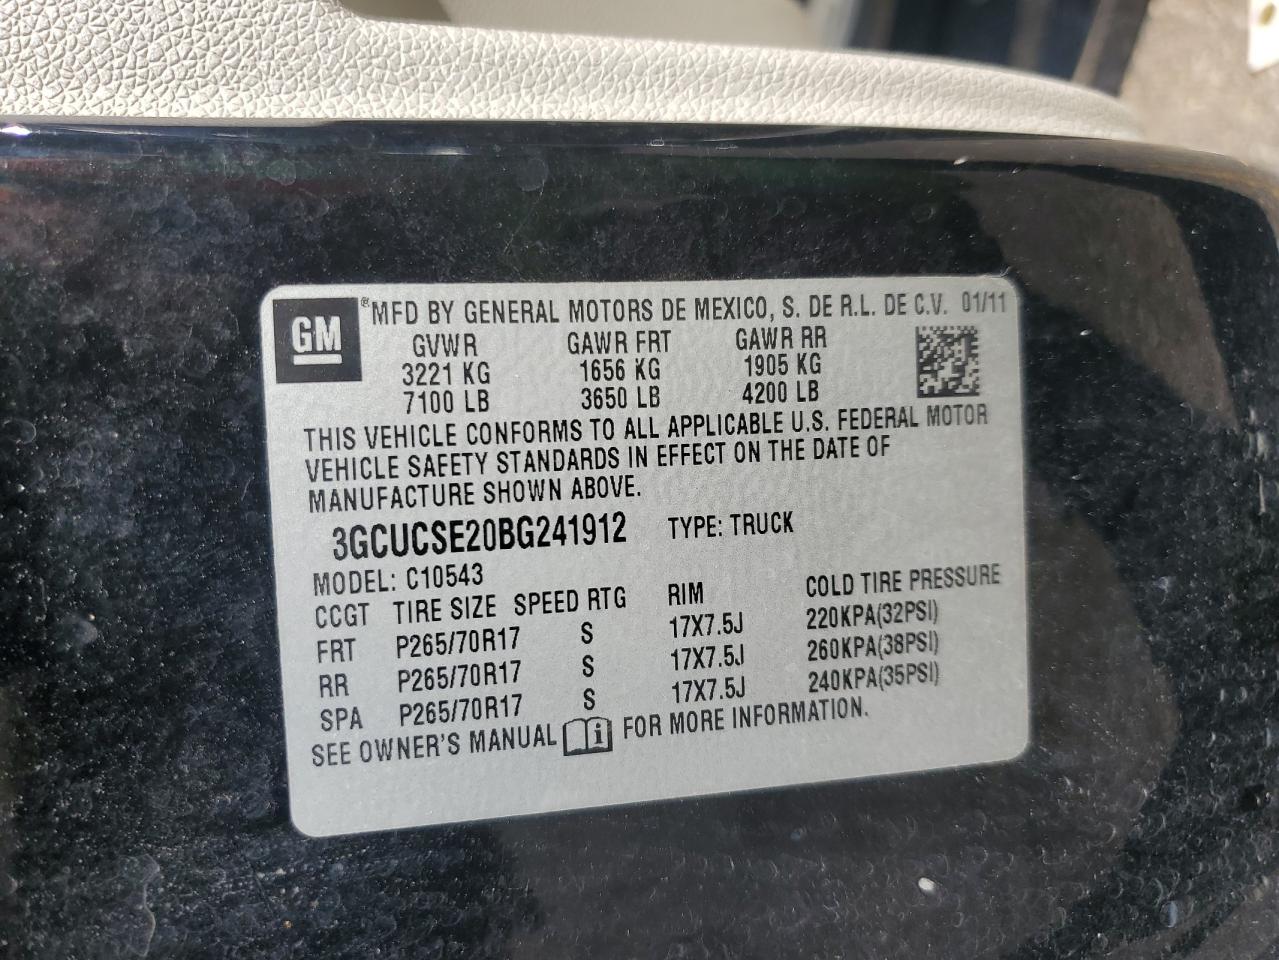 GM ® MFD BY GENERAL MOTORS DE MEXICO, S. DE R.L. DE C.V. 01/11
GVWR GAWR FRT GAWR RR
3221 KG 1656 KG 1905 KG
7100 LB 3650 LB 4200 LB
THIS VEHICLE CONFORMS TO ALL APPLICABLE U.S. FEDERAL MOTOR
VEHICLE SAFETY STANDARDS IN EFFECT ON THE DATE OF
MANUFACTURE SHOWN ABOVE.
3GCUCSE20BG241912 TYPE: TRUCK
MODEL: C10543
CCGT TIRE SIZE SPEED RTG RIM COLD TIRE PRESSURE
FRT P265/70R17 S 17X7.5J 220KPA(32PSI)
RR P265/70R17 S 17X7.5J 260KPA(38PSI)
SPA P265/70R17 S 17X7.5J 240KPA(35PSI)
SEE OWNER'S MANUAL i FOR MORE INFORMATION.